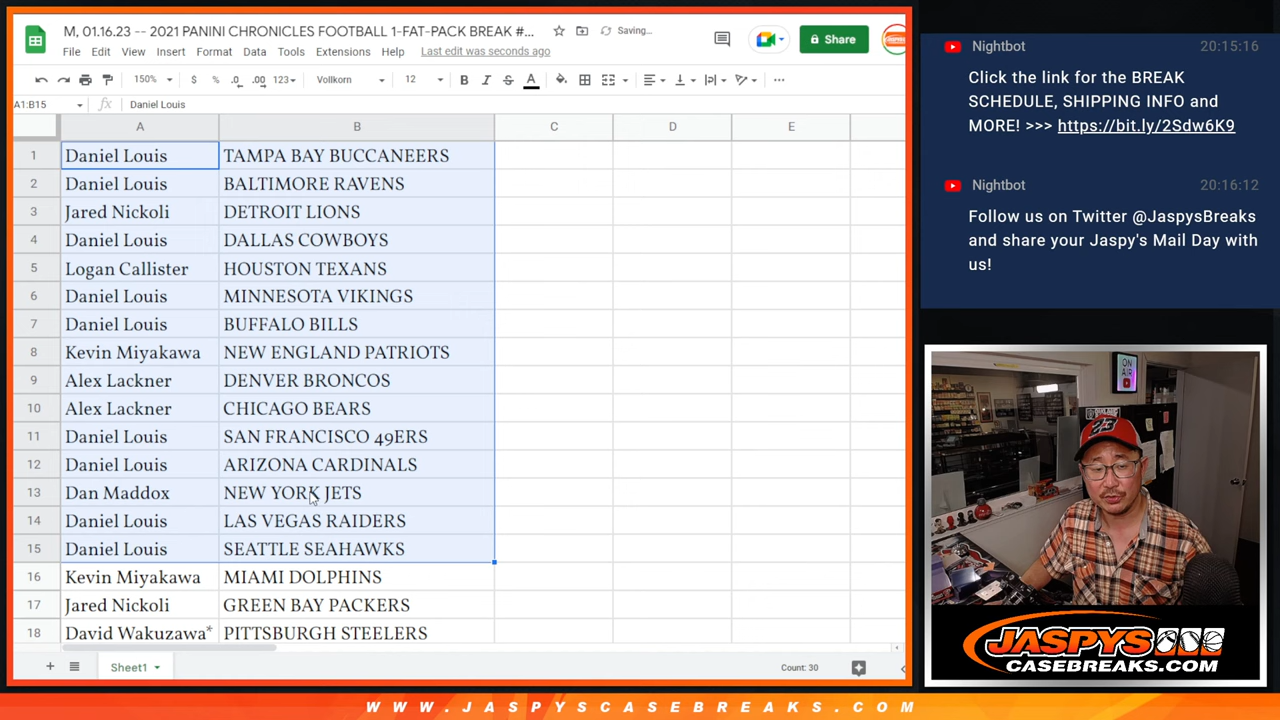 M, 01.16.23 -- 2021 PANINI CHRONICLES FOOTBALL 1-FAT-PACK BREAK #...
Saving...
Share
File Edit View Insert Format Data Tools Extensions Help Last edit was seconds ago
150% $ % .0 .00 123 Vollkorn 12 B I S A
A1:B15 fx Daniel Louis
A B C D E
1 Daniel Louis TAMPA BAY BUCCANEERS
2 Daniel Louis BALTIMORE RAVENS
3 Jared Nickoli DETROIT LIONS
4 Daniel Louis DALLAS COWBOYS
5 Logan Callister HOUSTON TEXANS
6 Daniel Louis MINNESOTA VIKINGS
7 Daniel Louis BUFFALO BILLS
8 Kevin Miyakawa NEW ENGLAND PATRIOTS
9 Alex Lackner DENVER BRONCOS
10 Alex Lackner CHICAGO BEARS
11 Daniel Louis SAN FRANCISCO 49ERS
12 Daniel Louis ARIZONA CARDINALS
13 Dan Maddox NEW YORK JETS
14 Daniel Louis LAS VEGAS RAIDERS
15 Daniel Louis SEATTLE SEAHAWKS
16 Kevin Miyakawa MIAMI DOLPHINS
17 Jared Nickoli GREEN BAY PACKERS
18 David Wakuzawa* PITTSBURGH STEELERS
Sheet1
Count: 30
Nightbot 20:15:16
Click the link for the BREAK
SCHEDULE, SHIPPING INFO and
MORE! >>> https://bit.ly/2Sdw6K9
Nightbot 20:16:12
Follow us on Twitter @JaspysBreaks
and share your Jaspy's Mail Day with
us!
ON
AIR
23
JASPYS
CASEBREAKS.COM
WWW.JASPYSCASEBREAKS.COM